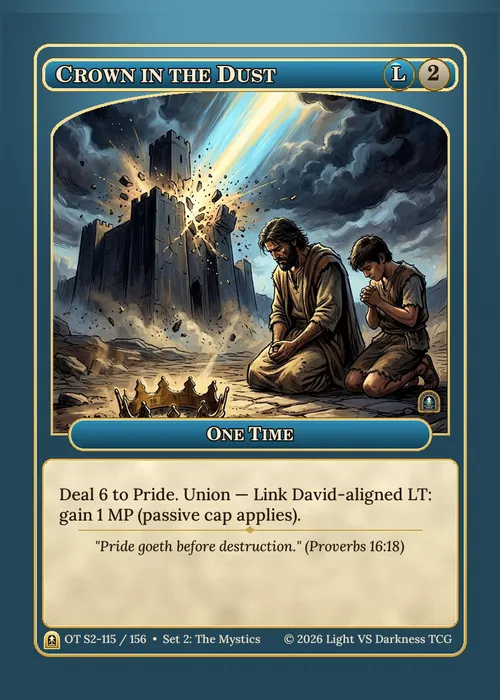 Crown in the Dust L 2
One Time
Deal 6 to Pride. Union — Link David-aligned LT:
gain 1 MP (passive cap applies).
"Pride goeth before destruction." (Proverbs 16:18)
OT S2-115 / 156 • Set 2: The Mystics © 2026 Light VS Darkness TCG